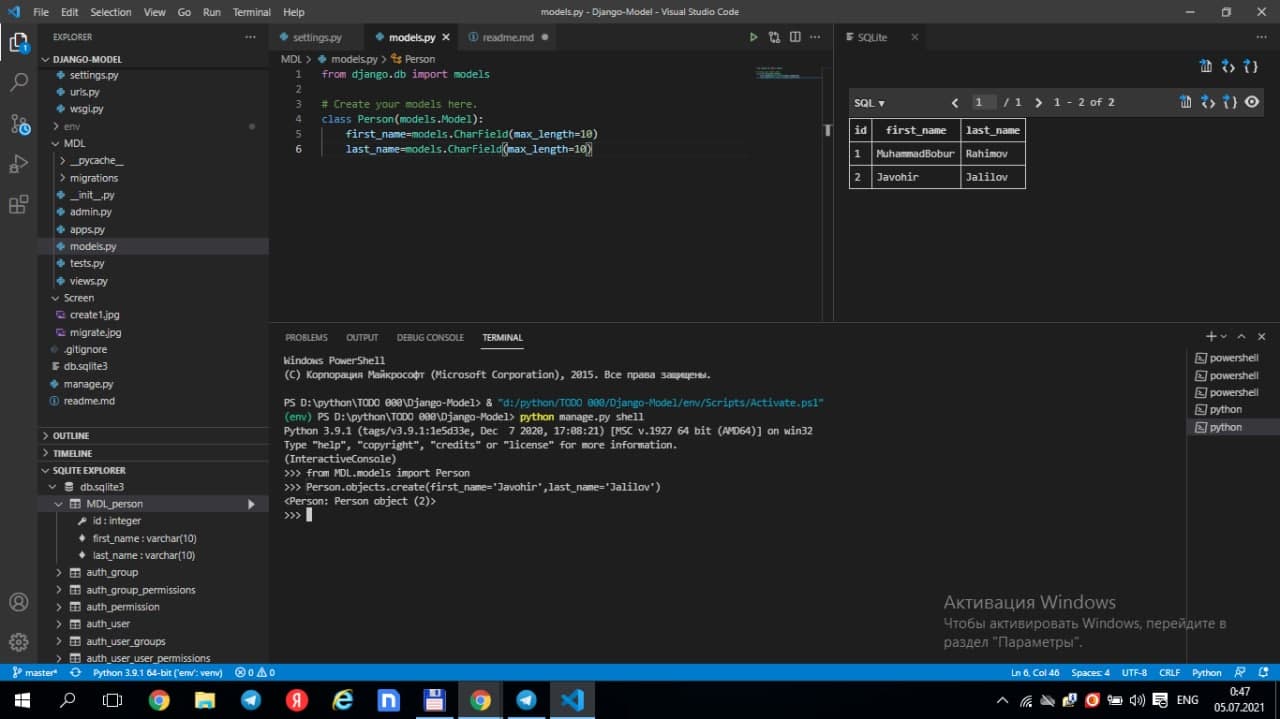 File Edit Selection View Go Run Terminal Help
models.py - Django-Model - Visual Studio Code
EXPLORER
DJANGO-MODEL
settings.py
urls.py
wsgi.py
env
MDL
__pycache__
migrations
__init__.py
admin.py
apps.py
models.py
tests.py
views.py
Screen
create1.jpg
migrate.jpg
.gitignore
db.sqlite3
manage.py
readme.md
OUTLINE
TIMELINE
SQLITE EXPLORER
db.sqlite3
MDL_person
id : integer
first_name : varchar(10)
last_name : varchar(10)
auth_group
auth_group_permissions
auth_permission
auth_user
auth_user_groups
auth_user_user_permissions
settings.py models.py readme.md
MDL > models.py > Person
1 from django.db import models
2
3 # Create your models here.
4 class Person(models.Model):
5 first_name=models.CharField(max_length=10)
6 last_name=models.CharField(max_length=10)
SQLite
SQL 1 / 1 1 - 2 of 2
id first_name last_name
1 MuhammadBobur Rahimov
2 Javohir Jalilov
PROBLEMS OUTPUT DEBUG CONSOLE TERMINAL
Windows PowerShell
(C) Корпорация Майкрософт (Microsoft Corporation), 2015. Все права защищены.
PS D:\python\TODO 000\Django-Model> & "d:/python/TODO 000/Django-Model/env/Scripts/Activate.ps1"
(env) PS D:\python\TODO 000\Django-Model> python manage.py shell
Python 3.9.1 (tags/v3.9.1:1e5d33e, Dec 7 2020, 17:08:21) [MSC v.1927 64 bit (AMD64)] on win32
Type "help", "copyright", "credits" or "license" for more information.
(InteractiveConsole)
>>> from MDL.models import Person
>>> Person.objects.create(first_name='Javohir',last_name='Jalilov')
<Person: Person object (2)>
>>>
powershell
powershell
powershell
python
python
Активация Windows
Чтобы активировать Windows, перейдите в
раздел "Параметры".
master* Python 3.9.1 64-bit ('env': venv) 0 0 Ln 6, Col 46 Spaces: 4 UTF-8 CRLF Python
1
ENG
0:47
05.07.2021